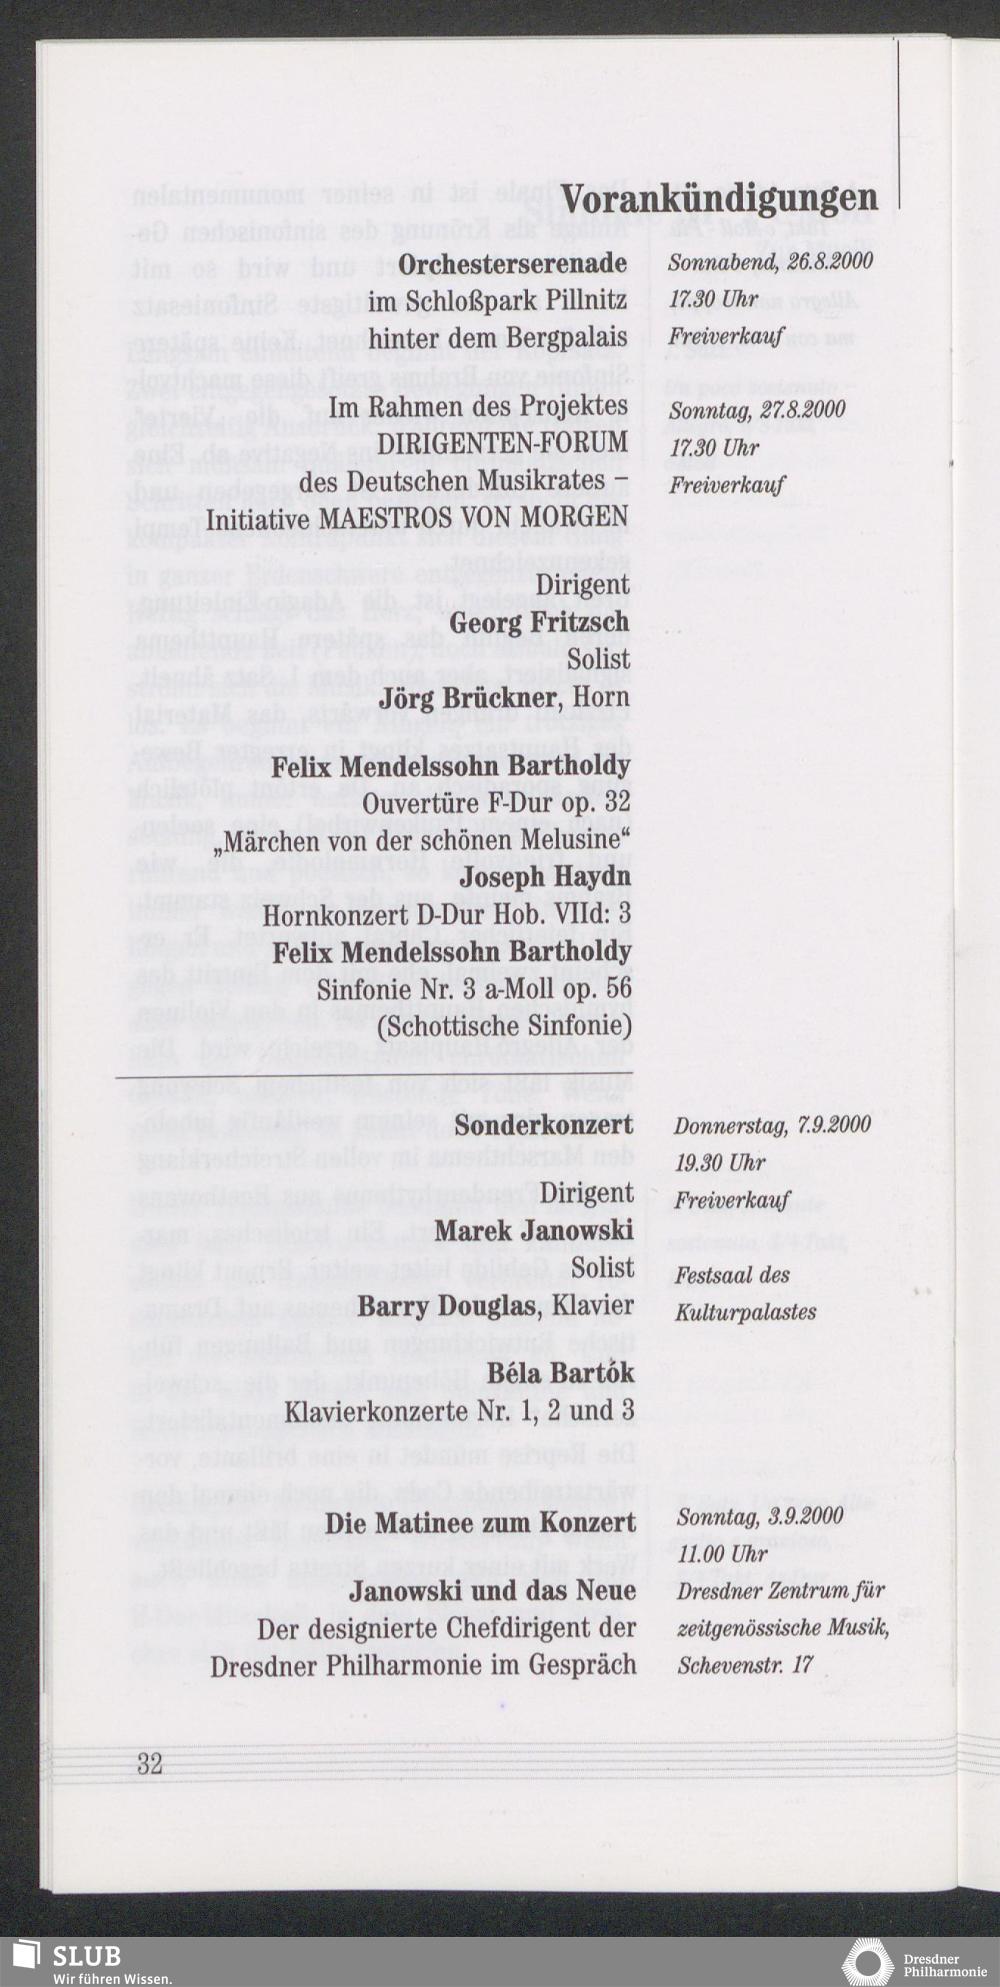 Vorankündigungen
Orchesterserenade
im Schloßpark Pillnitz
hinter dem Bergpalais
Sonnabend, 26.8.2000
17.30 Uhr
Freiverkauf
Im Rahmen des Projektes
DIRIGENTEN-FORUM
des Deutschen Musikrates –
Initiative MAESTROS VON MORGEN
Sonntag, 27.8.2000
17.30 Uhr
Freiverkauf
Dirigent
Georg Fritzsch
Solist
Jörg Brückner, Horn
Felix Mendelssohn Bartholdy
Ouvertüre F-Dur op. 32
„Märchen von der schönen Melusine“
Joseph Haydn
Hornkonzert D-Dur Hob. VIId: 3
Felix Mendelssohn Bartholdy
Sinfonie Nr. 3 a-Moll op. 56
(Schottische Sinfonie)
Sonderkonzert
Dirigent
Marek Janowski
Solist
Barry Douglas, Klavier
Donnerstag, 7.9.2000
19.30 Uhr
Freiverkauf
Festsaal des
Kulturpalastes
Béla Bartók
Klavierkonzerte Nr. 1, 2 und 3
Die Matinee zum Konzert
Janowski und das Neue
Der designierte Chefdirigent der
Dresdner Philharmonie im Gespräch
Sonntag, 3.9.2000
11.00 Uhr
Dresdner Zentrum für
zeitgenössische Musik,
Schevenstr. 17
32
SLUB
Wir führen Wissen.
Dresdner
Philharmonie